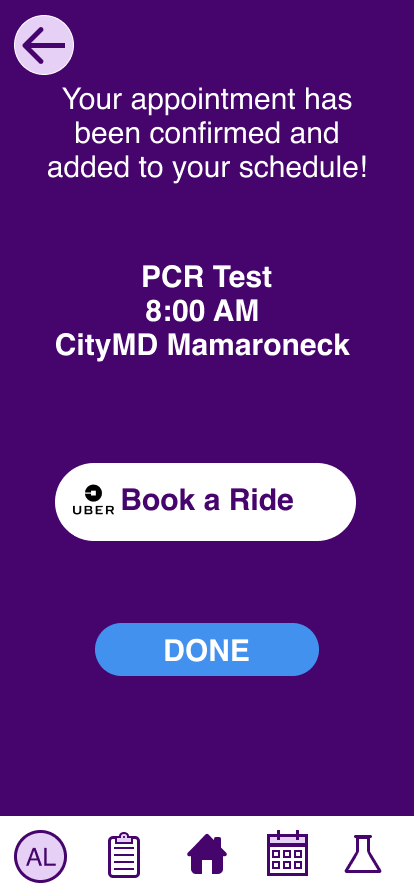 Your appointment has
been confirmed and
added to your schedule!
PCR Test
8:00 AM
CityMD Mamaroneck
UBER Book a Ride
DONE
AL